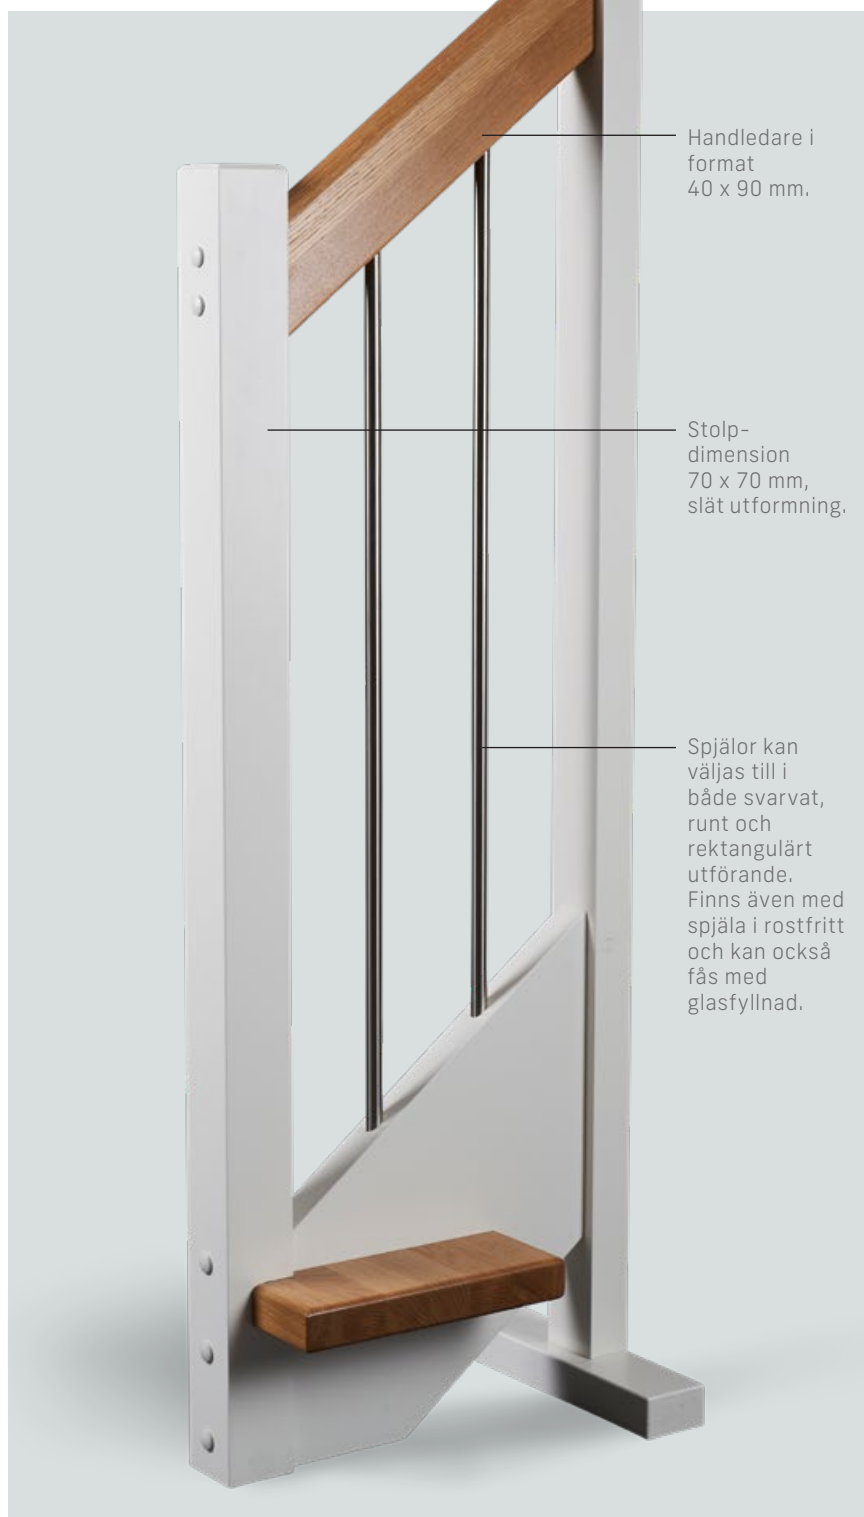 Handledare i
format
40 x 90 mm.
Stolp-
dimension
70 x 70 mm,
slät utformning.
Spjälor kan
väljas till i
både svarvat,
runt och
rektangulärt
utförande.
Finns även med
spjäla i rostfritt
och kan också
fås med
glasfyllnad.